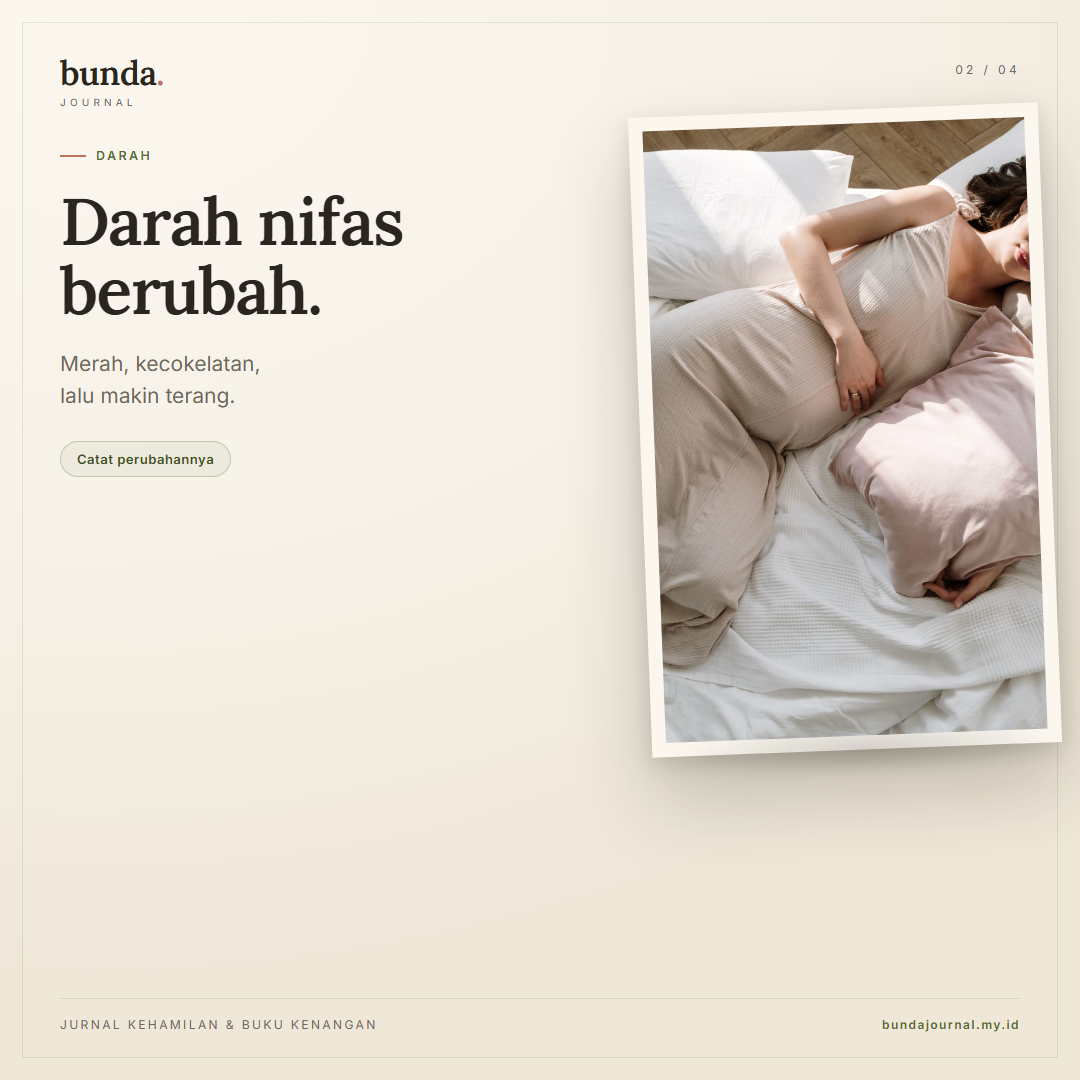 bunda.
JOURNAL
02 / 04
DARAH
Darah nifas
berubah.
Merah, kecokelatan,
lalu makin terang.
Catat perubahannya
JURNAL KEHAMILAN & BUKU KENANGAN
bundajournal.my.id